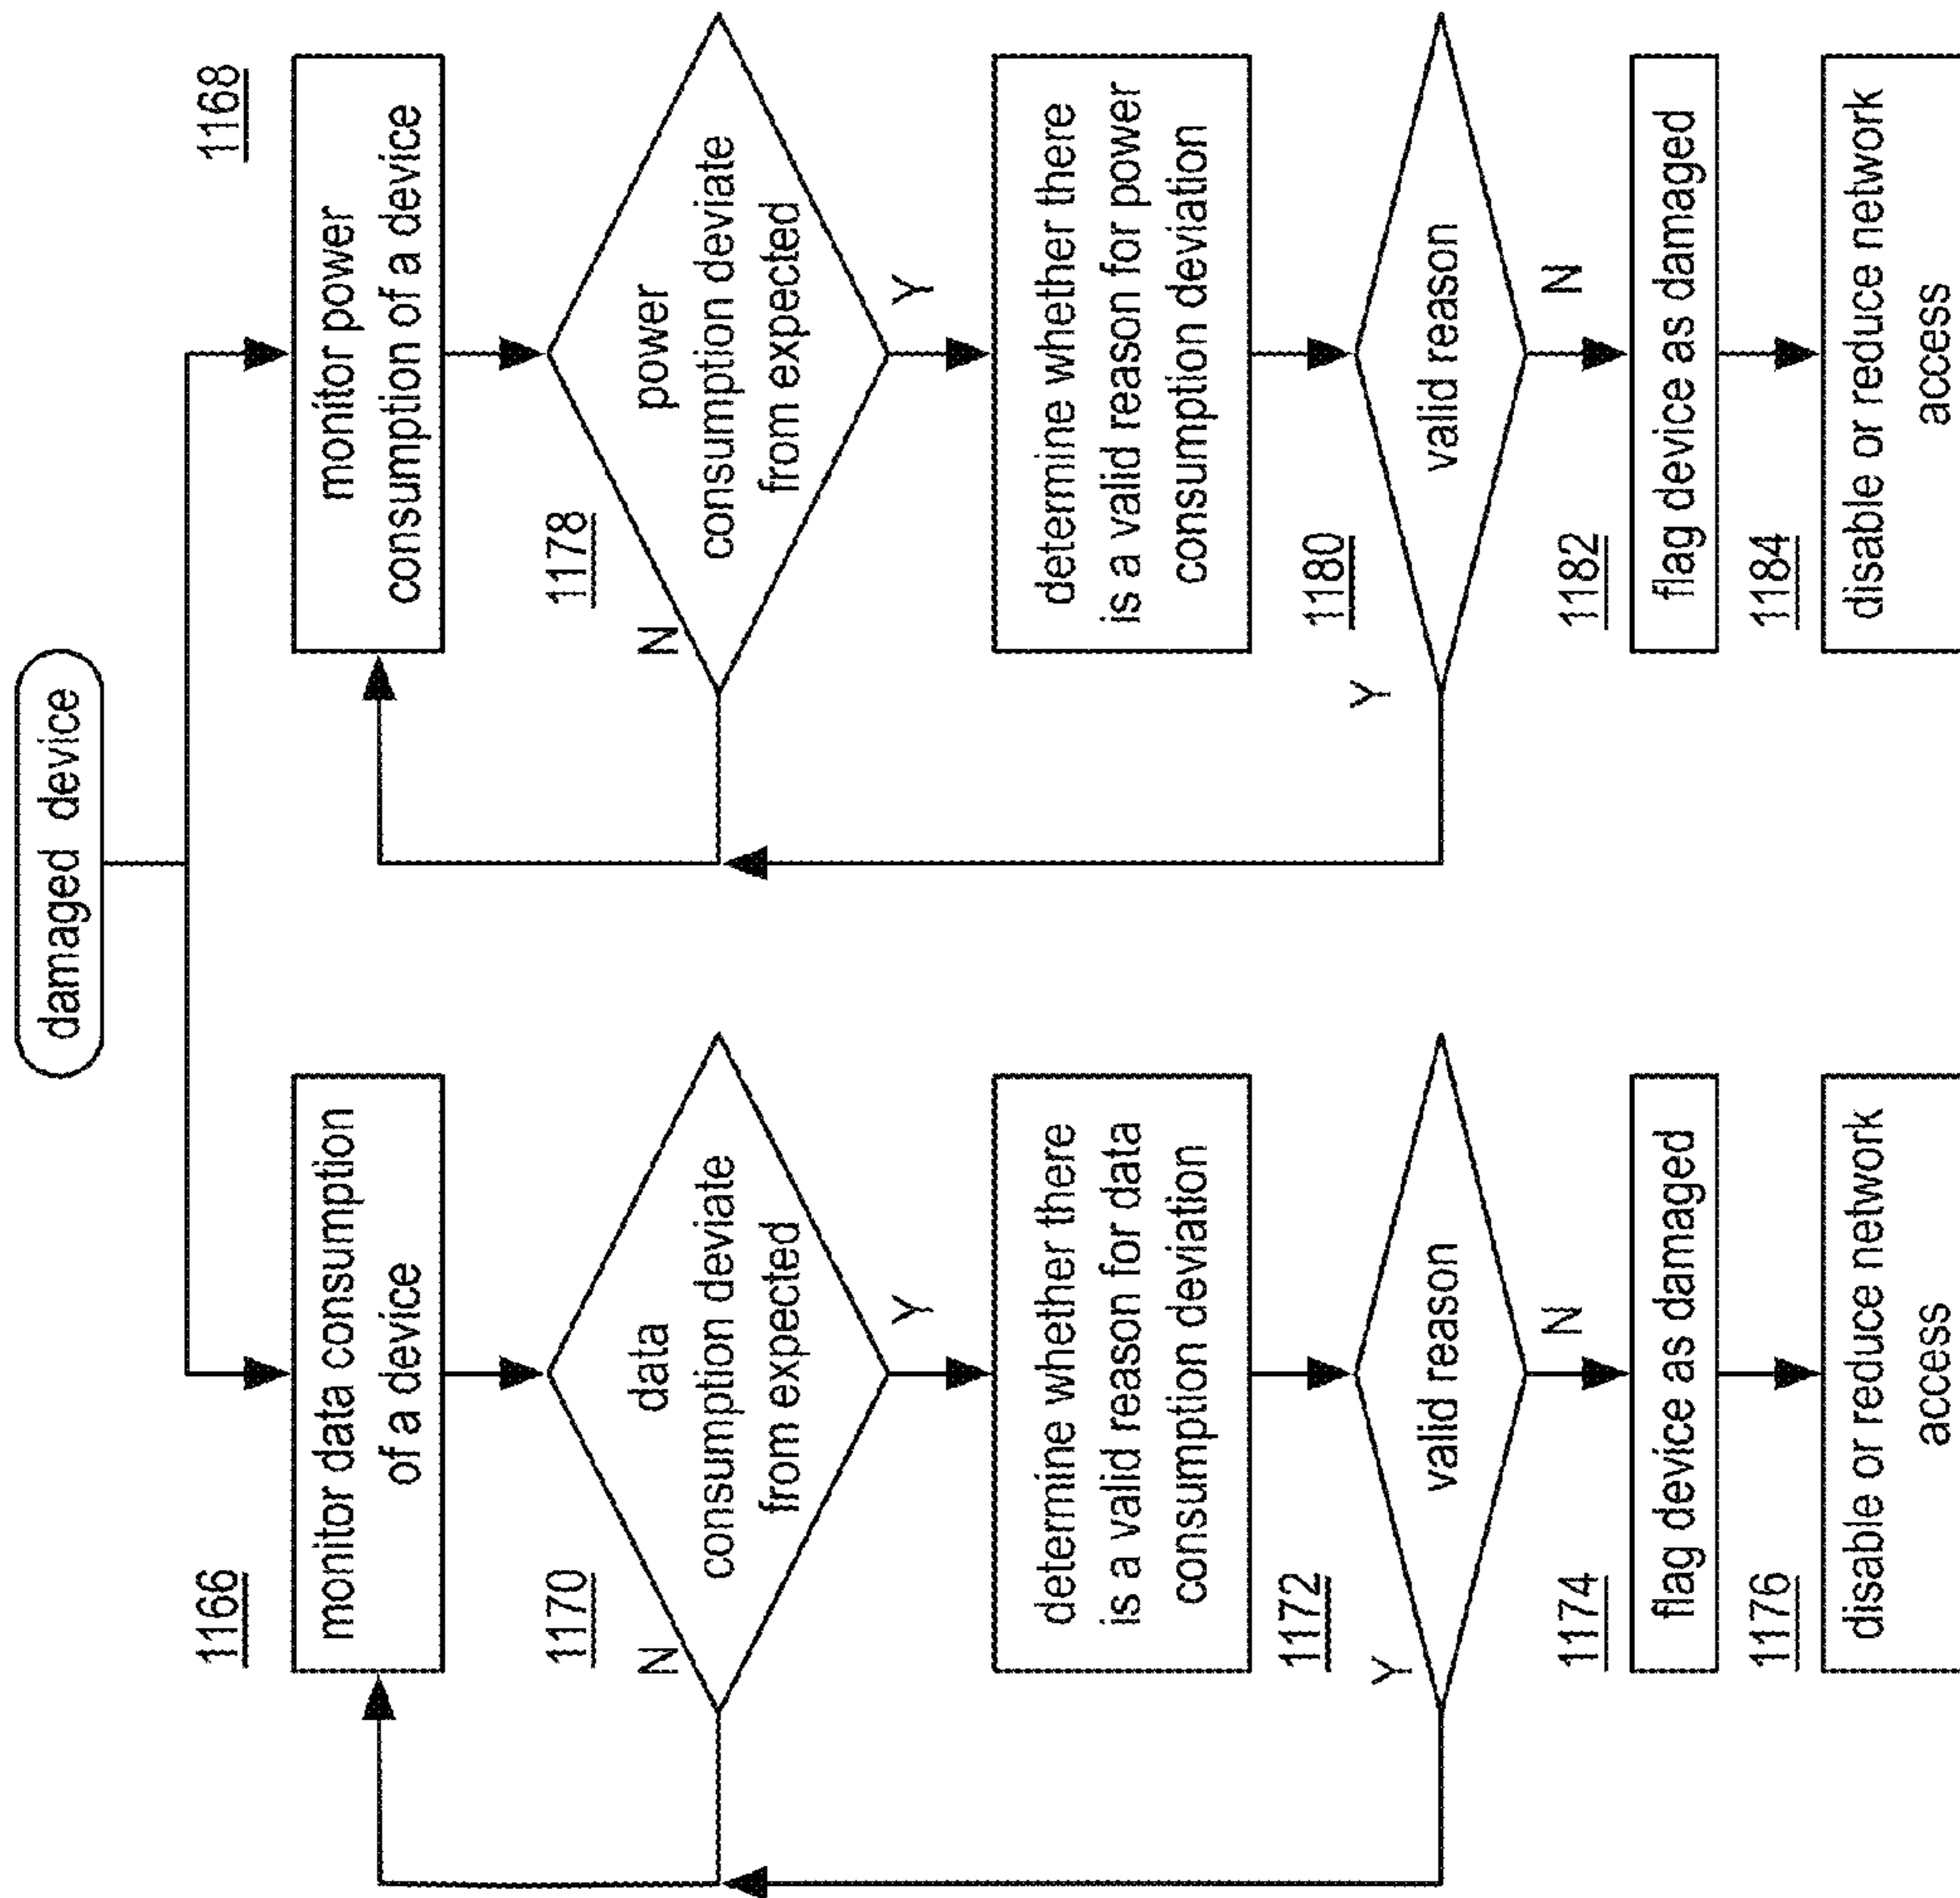 damaged device
1166
monitor data consumption
of a device
1170
data
consumption deviate
from expected
N
Y
determine whether there
is a valid reason for data
consumption deviation
1172
valid reason
Y
N
1174
flag device as damaged
1176
disable or reduce network
access
1168
monitor power
consumption of a device
1178
power
consumption deviate
from expected
N
Y
determine whether there
is a valid reason for power
consumption deviation
1180
valid reason
Y
N
1182
flag device as damaged
1184
disable or reduce network
access